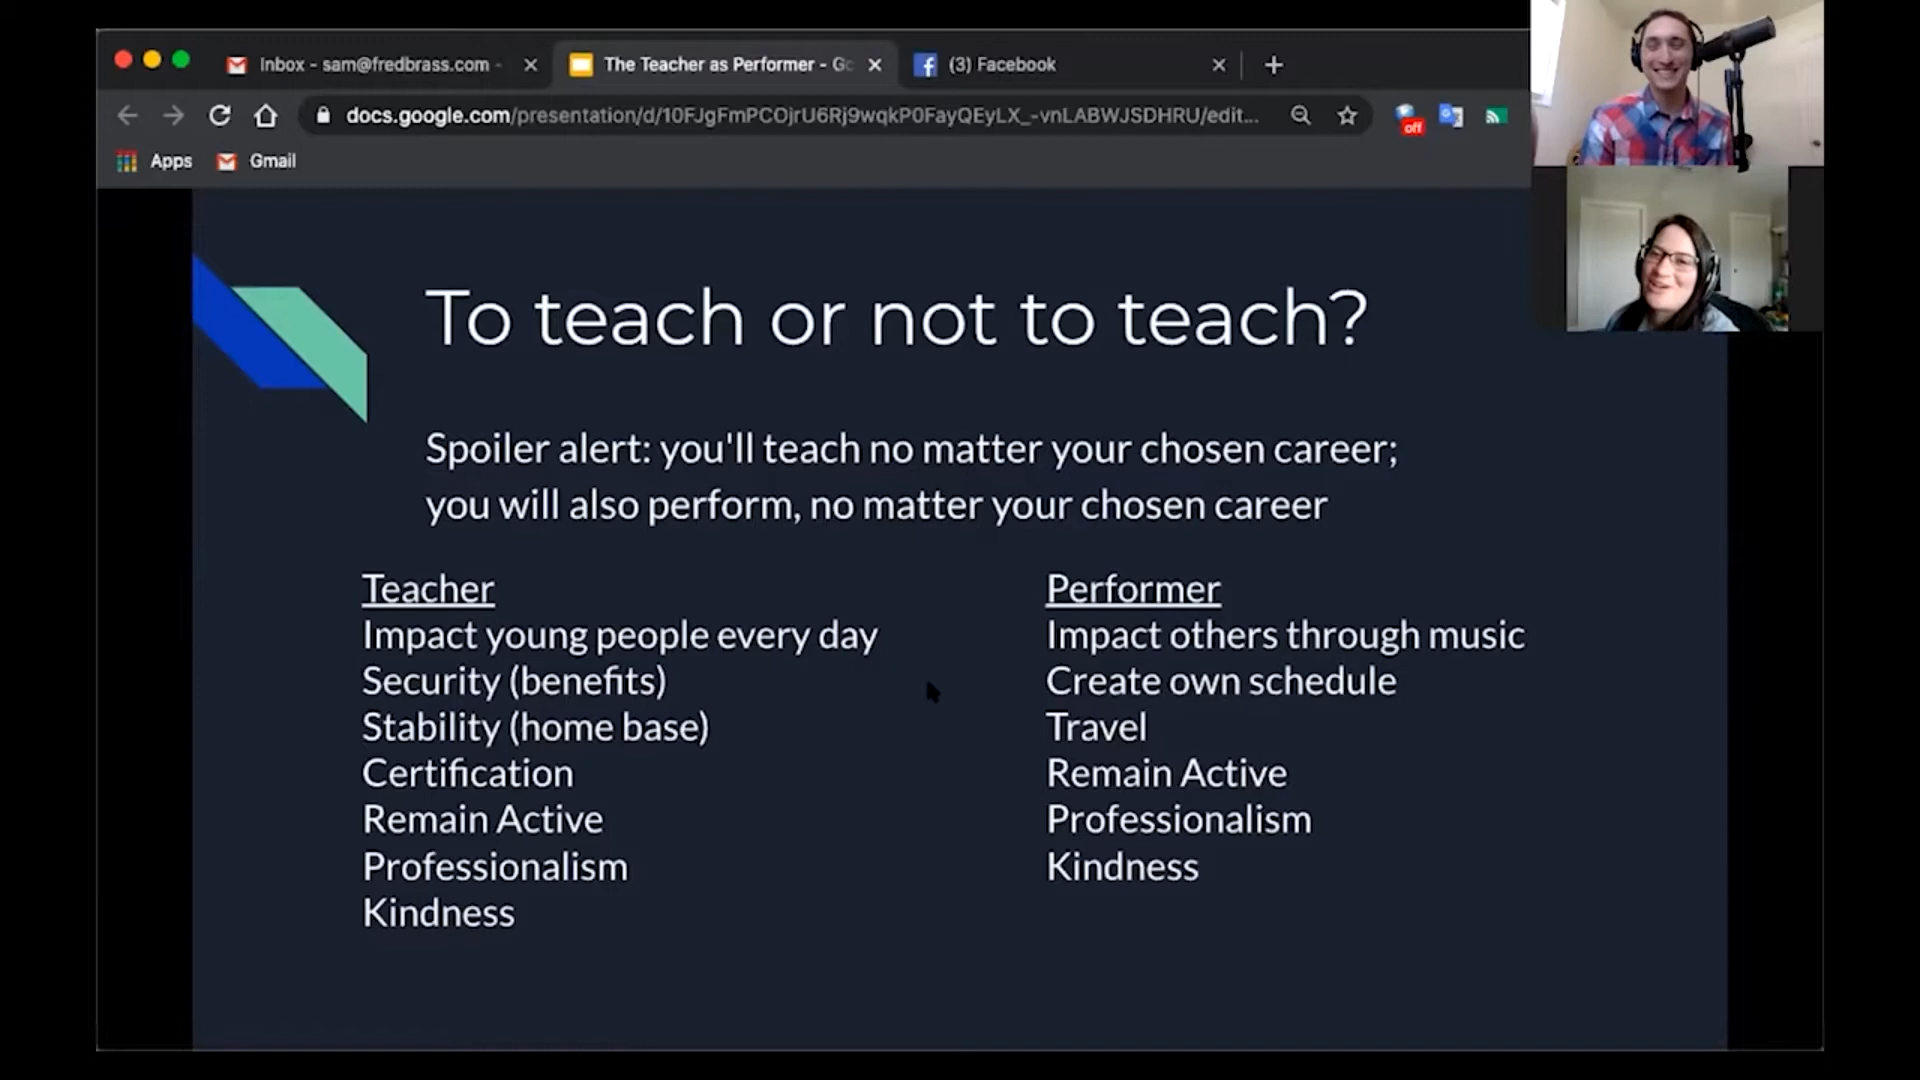 Inbox - sam@fredbrass.com -
The Teacher as Performer - Go
(3) Facebook
docs.google.com/presentation/d/10FJgFmPCOjrU6Rj9wqkP0FayQEyLX_-vnLABWJSDHRU/edit...
off
Apps
Gmail
To teach or not to teach?
Spoiler alert: you'll teach no matter your chosen career;
you will also perform, no matter your chosen career
Teacher
Impact young people every day
Security (benefits)
Stability (home base)
Certification
Remain Active
Professionalism
Kindness
Performer
Impact others through music
Create own schedule
Travel
Remain Active
Professionalism
Kindness